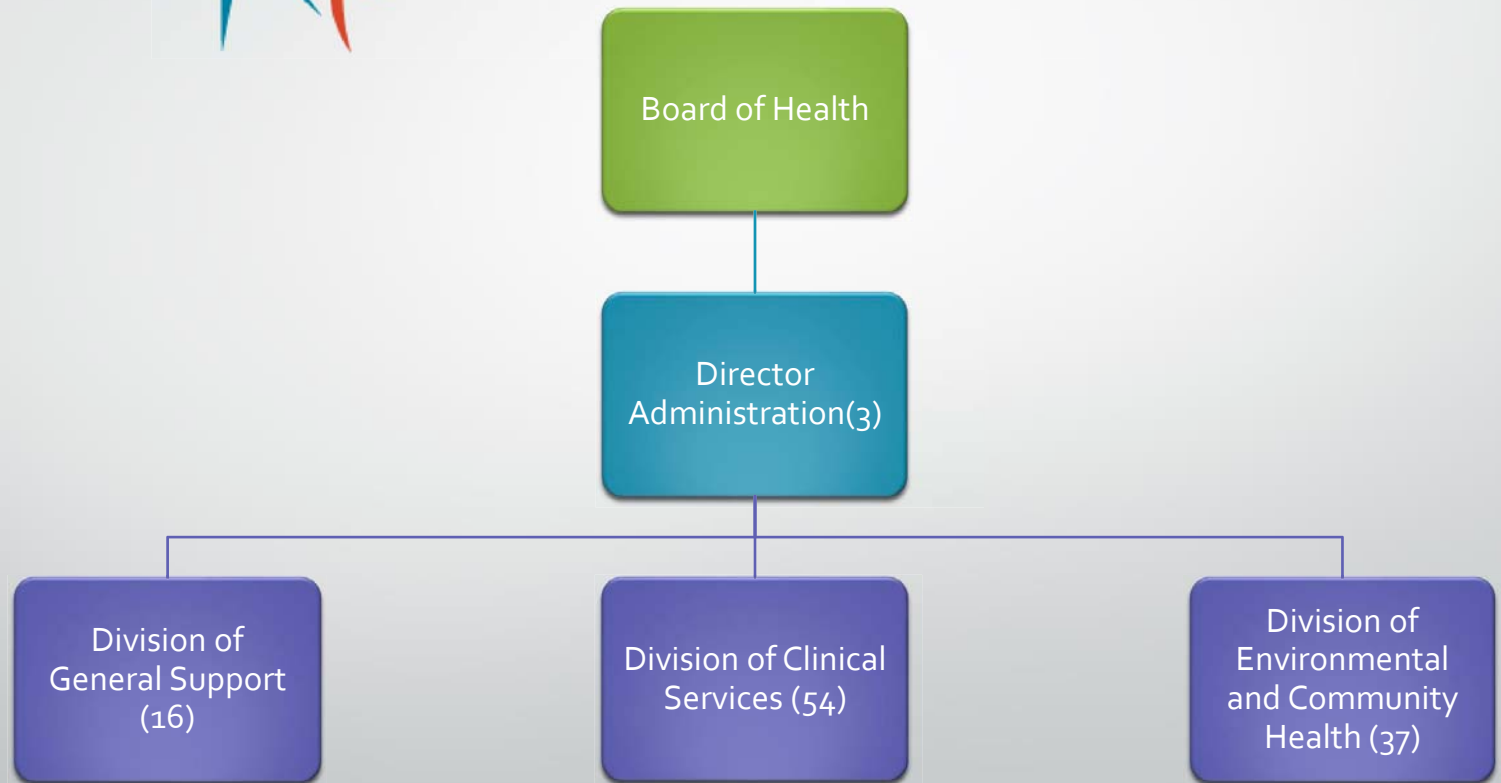 Board of Health
Director
Administration(3)
Division of
General Support
(16)
Division of Clinical
Services (54)
Division of
Environmental
and Community
Health (37)